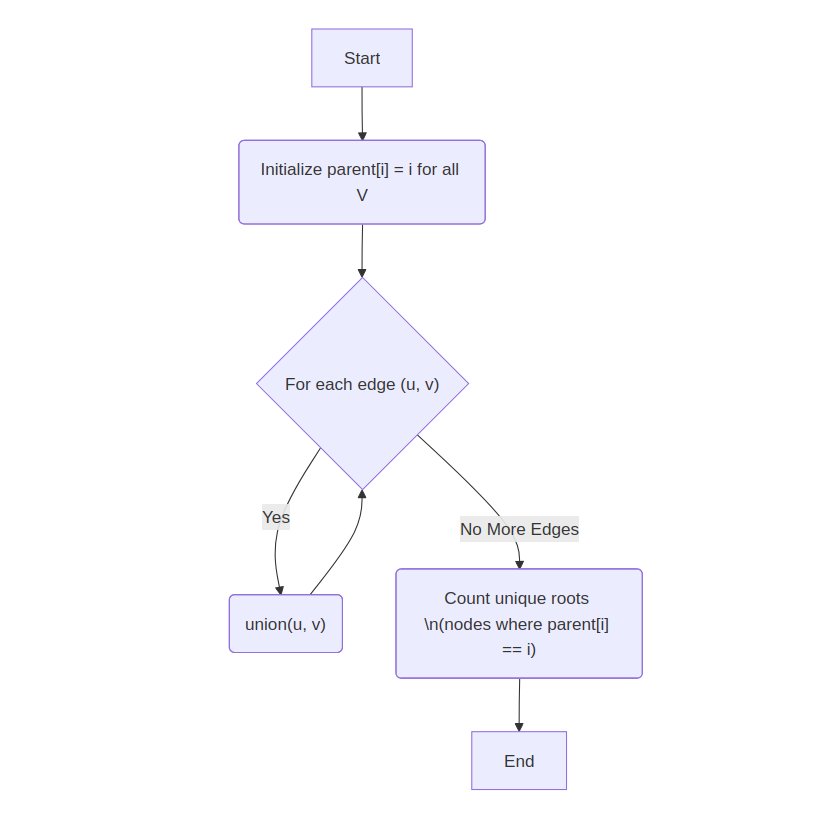 Start
Initialize parent[i] = i for all
V
For each edge (u, v)
Yes
No More Edges
union(u, v)
Count unique roots
\n(nodes where parent[i]
== i)
End